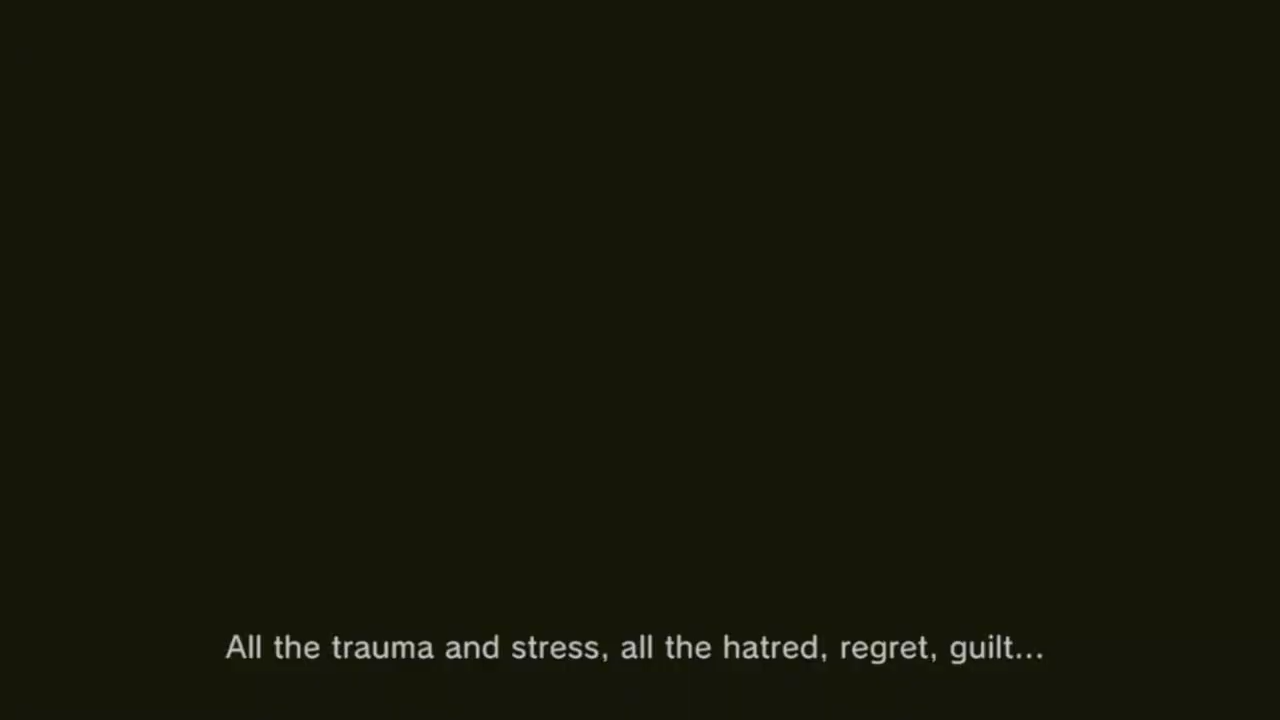 All the trauma and stress, all the hatred, regret, guilt...